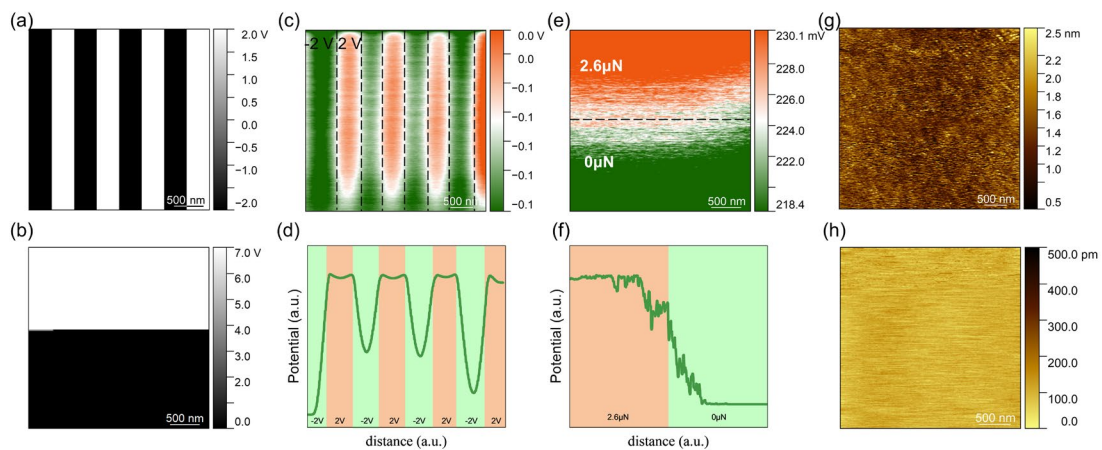 (a)
2.0 V
1.5
1.0
0.5
0.0
−0.5
−1.0
−2.0
500 nm
(c)
-2 V 2 V
0.0 V
0.0
−0.1
−0.1
−0.1
−0.1
500 nm
(e)
2.6μN
0μN
230.1 mV
228.0
226.0
224.0
222.0
218.4
500 nm
(g)
2.5 nm
2.2
2.0
1.8
1.6
1.4
1.2
1.0
0.5
500 nm
(b)
7.0 V
6.0
5.0
4.0
3.0
2.0
0.0
500 nm
(d)
Potential (a.u.)
-2V 2V -2V 2V -2V 2V -2V 2V
distance (a.u.)
(f)
Potential (a.u.)
2.6μN 0μN
distance (a.u.)
(h)
500.0 pm
400.0
300.0
200.0
100.0
0.0
500 nm